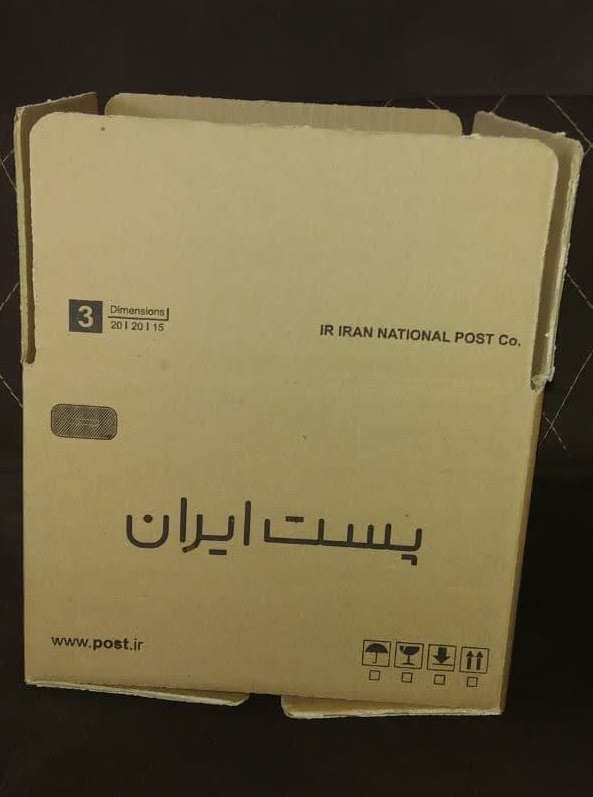 3
Dimensions
20 | 20 | 15
IR IRAN NATIONAL POST Co.
پست ایران
www.post.ir